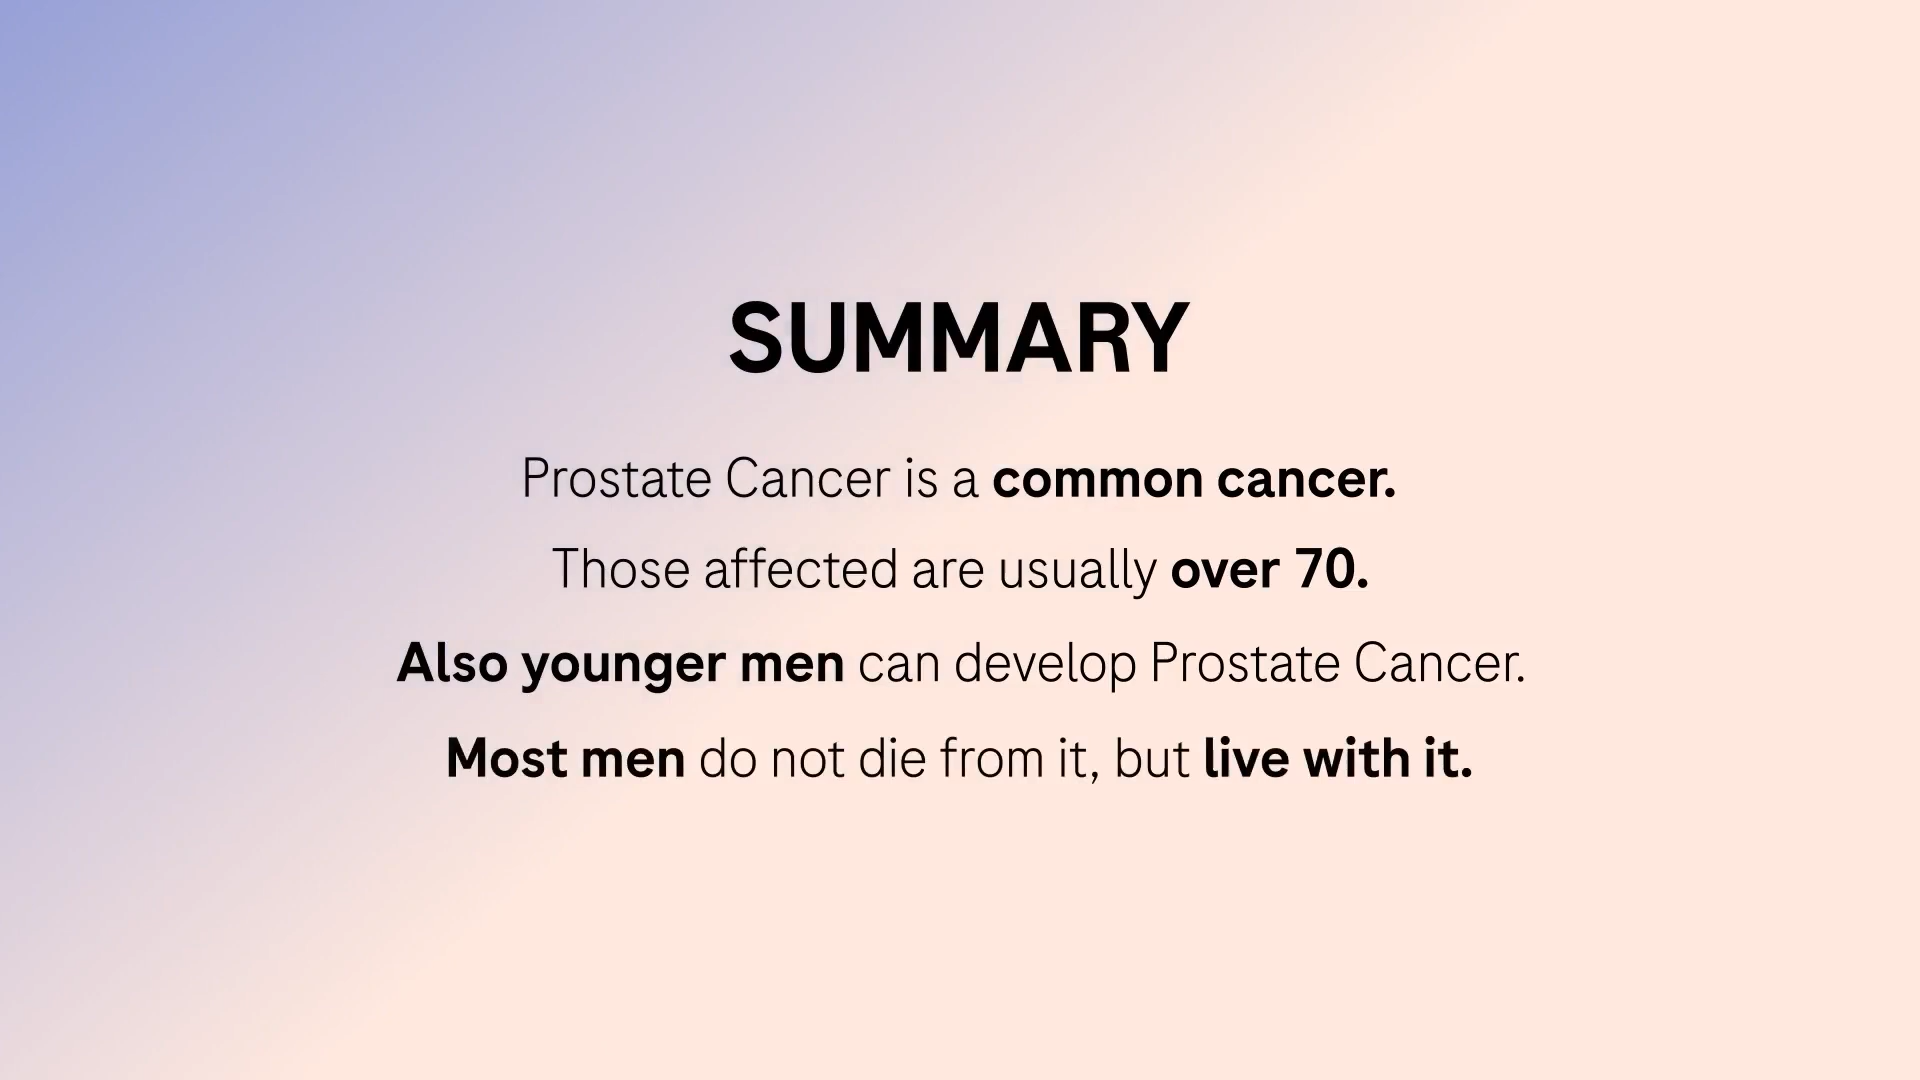 SUMMARY
Prostate Cancer is a common cancer.
Those affected are usually over 70.
Also younger men can develop Prostate Cancer.
Most men do not die from it, but live with it.